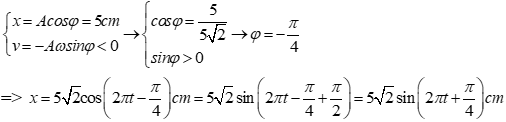 {x = Acosφ = 5cm
v = −Aωsinφ < 0 → {cosφ = 5/(5√2)
sinφ > 0 → φ = −π/4
=> x = 5√2cos(2πt − π/4)cm = 5√2 sin(2πt − π/4 + π/2) = 5√2 sin(2πt + π/4)cm